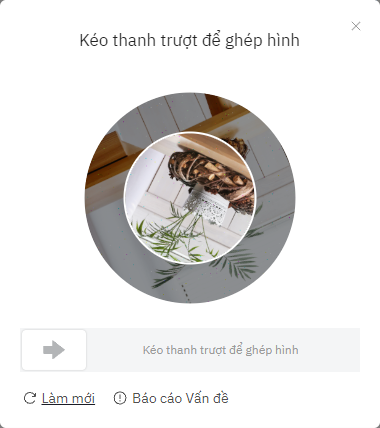 Kéo thanh trượt để ghép hình
Kéo thanh trượt để ghép hình
Làm mới
Báo cáo Vấn đề